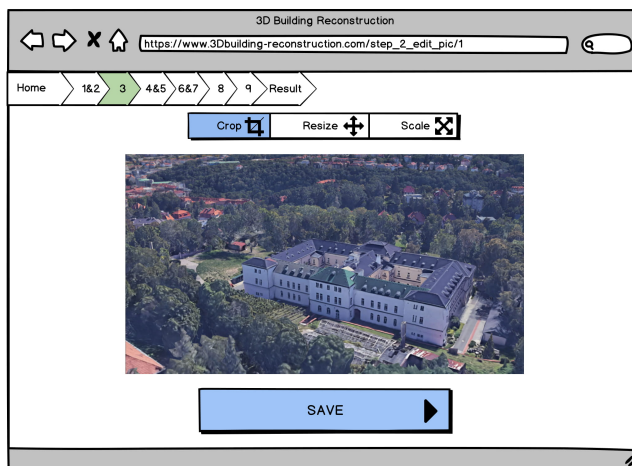 3D Building Reconstruction
https://www.3Dbuilding-reconstruction.com/step_2_edit_pic/1
Home 1&2 3 4&5 6&7 8 9 Result
Crop Resize Scale
SAVE